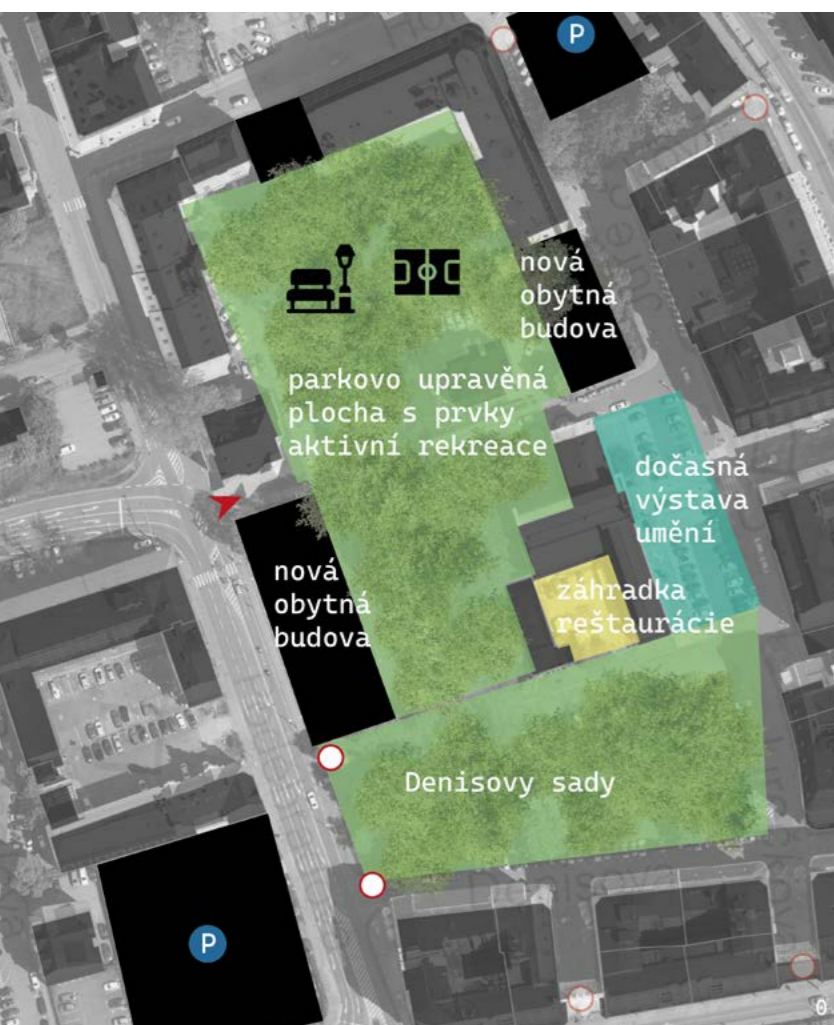 P
nová
obytná
budova
parkovo upravěná
plocha s prvky
aktivní rekreace
dočasná
výstava
umění
nová
obytná
budova
záhradka
reštaurácie
Denisovy sady
P
0